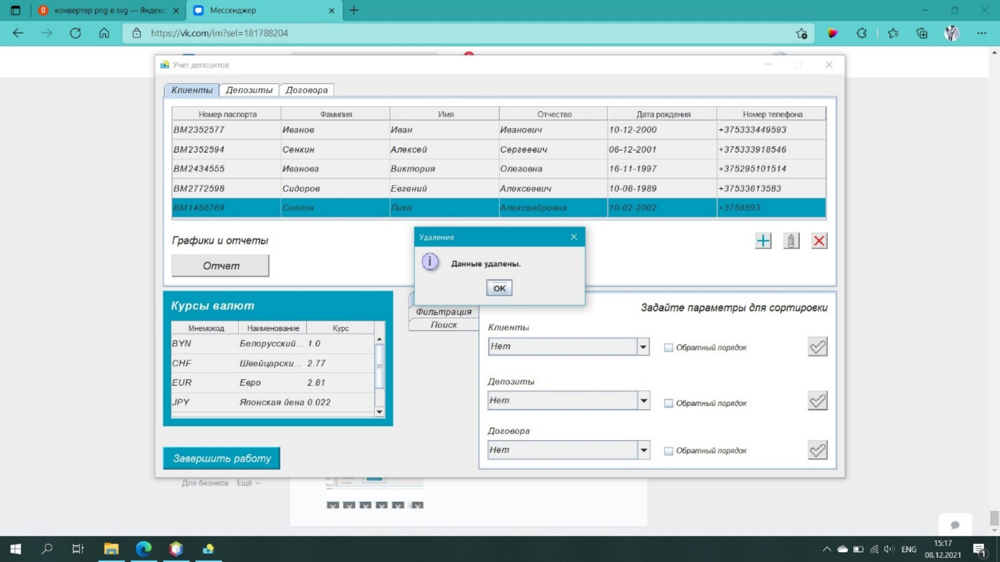 конвертер png в svg — Яндекс
Мессенджер
https://vk.com/im?sel=181788204
Учет депозитов
Клиенты Депозиты Договора
Номер паспорта Фамилия Имя Отчество Дата рождения Номер телефона
BM2352577 Иванов Иван Иванович 10-12-2000 +375333449593
BM2352594 Сенкин Алексей Сергеевич 06-12-2001 +375333918546
BM2434555 Иванова Виктория Олеговна 16-11-1997 +375295101514
BM2772598 Сидоров Евгений Алексеевич 10-08-1989 +37533613583
BM1458769 Снопок Лика Александровна 10-02-2002 +3759593
Графики и отчеты
Отчет
Удаление
Данные удалены.
OK
Курсы валют
Мнемокод Наименование Курс
BYN Белорусский... 1.0
CHF Швейцарски... 2.77
EUR Евро 2.81
JPY Японская йена 0.022
Завершить работу
Фильтрация
Поиск
Задайте параметры для сортировки
Клиенты
Нет Обратный порядок
Депозиты
Нет Обратный порядок
Договора
Нет Обратный порядок
Для бизнеса Ещё
ENG
15:17
08.12.2021
1